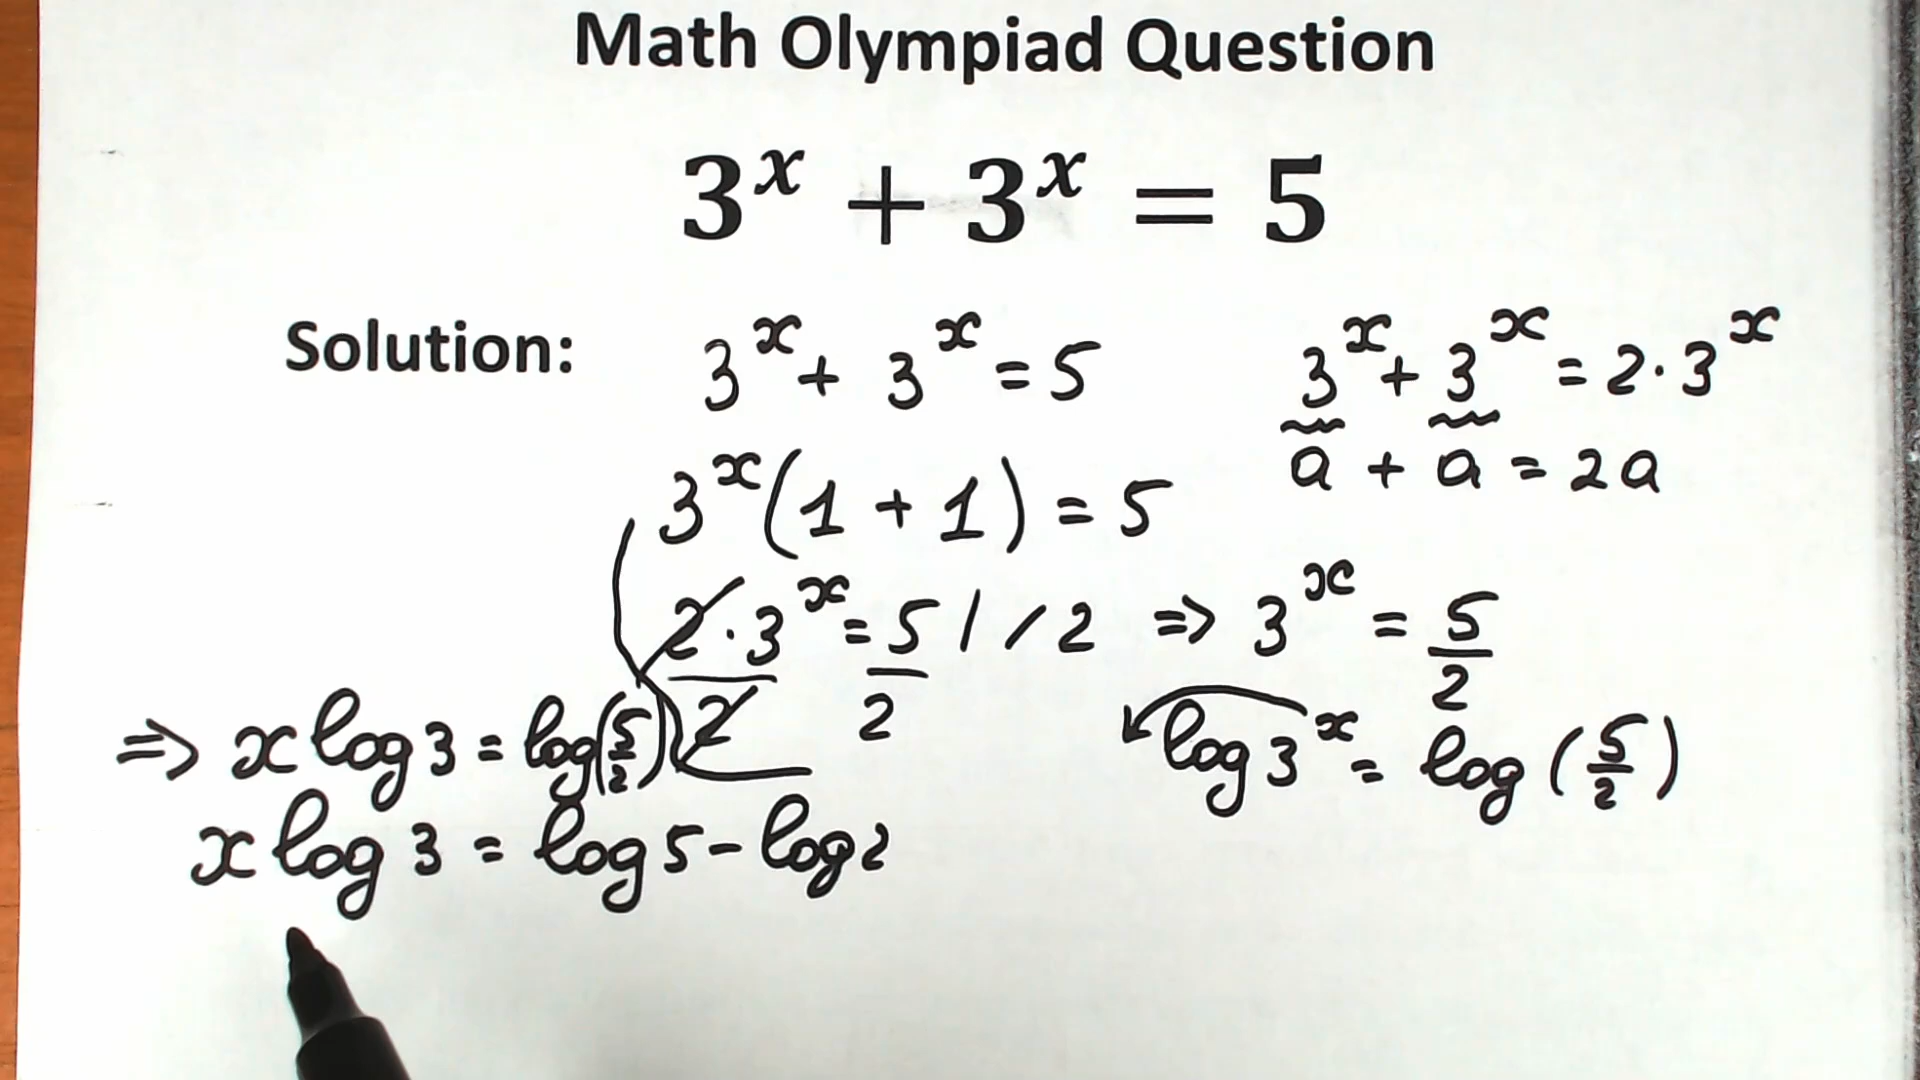 Math Olympiad Question
3^x + 3^x = 5
Solution: 3^x + 3^x = 5
3^x + 3^x = 2 · 3^x
a + a = 2a
3^x (1 + 1) = 5
2 · 3^x / 2 = 5 / 2 | / 2 ⇒ 3^x = 5/2
log 3^x = log (5/2)
⇒ x log 3 = log (5/2)
x log 3 = log 5 - log 2